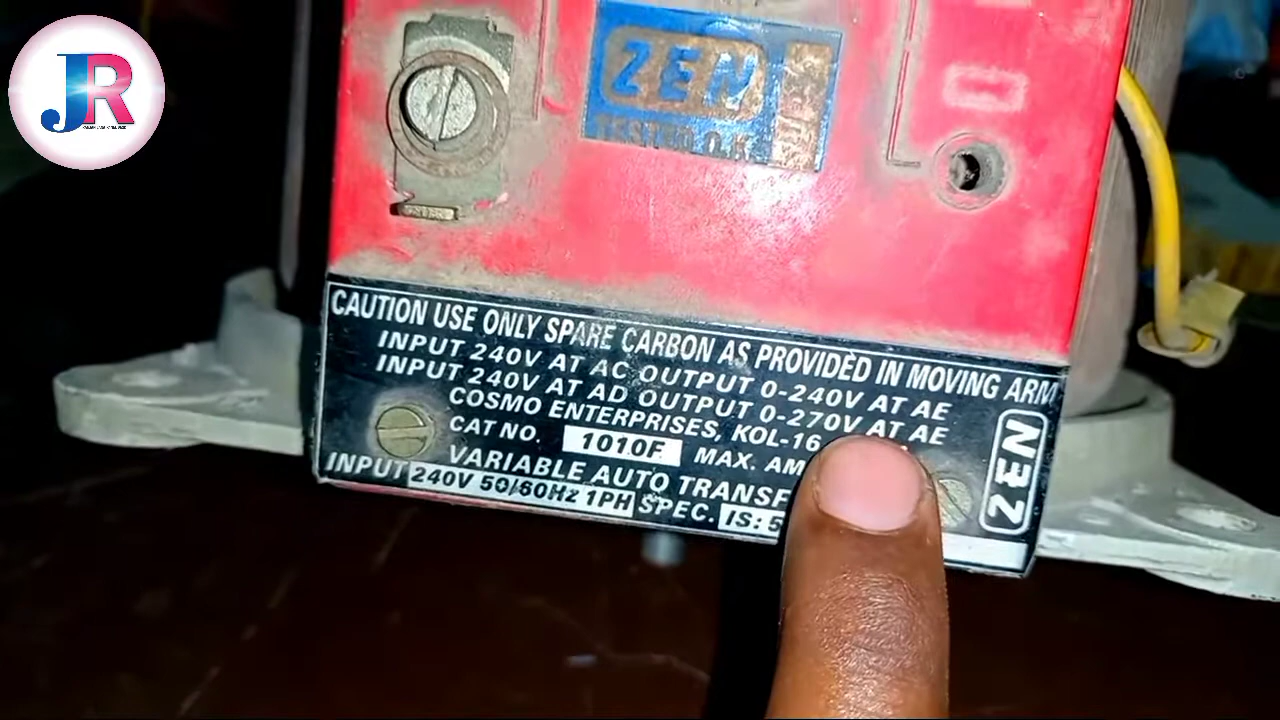 JR
ZEN
TESTED O.K
CAUTION USE ONLY SPARE CARBON AS PROVIDED IN MOVING ARM
INPUT 240V AT AC OUTPUT 0-240V AT AE
INPUT 240V AT AD OUTPUT 0-270V AT AE
COSMO ENTERPRISES, KOL-16
CAT NO. 1010F MAX. AM
VARIABLE AUTO TRANSF
INPUT 240V 50/60Hz 1PH SPEC. IS: 5
ZEN